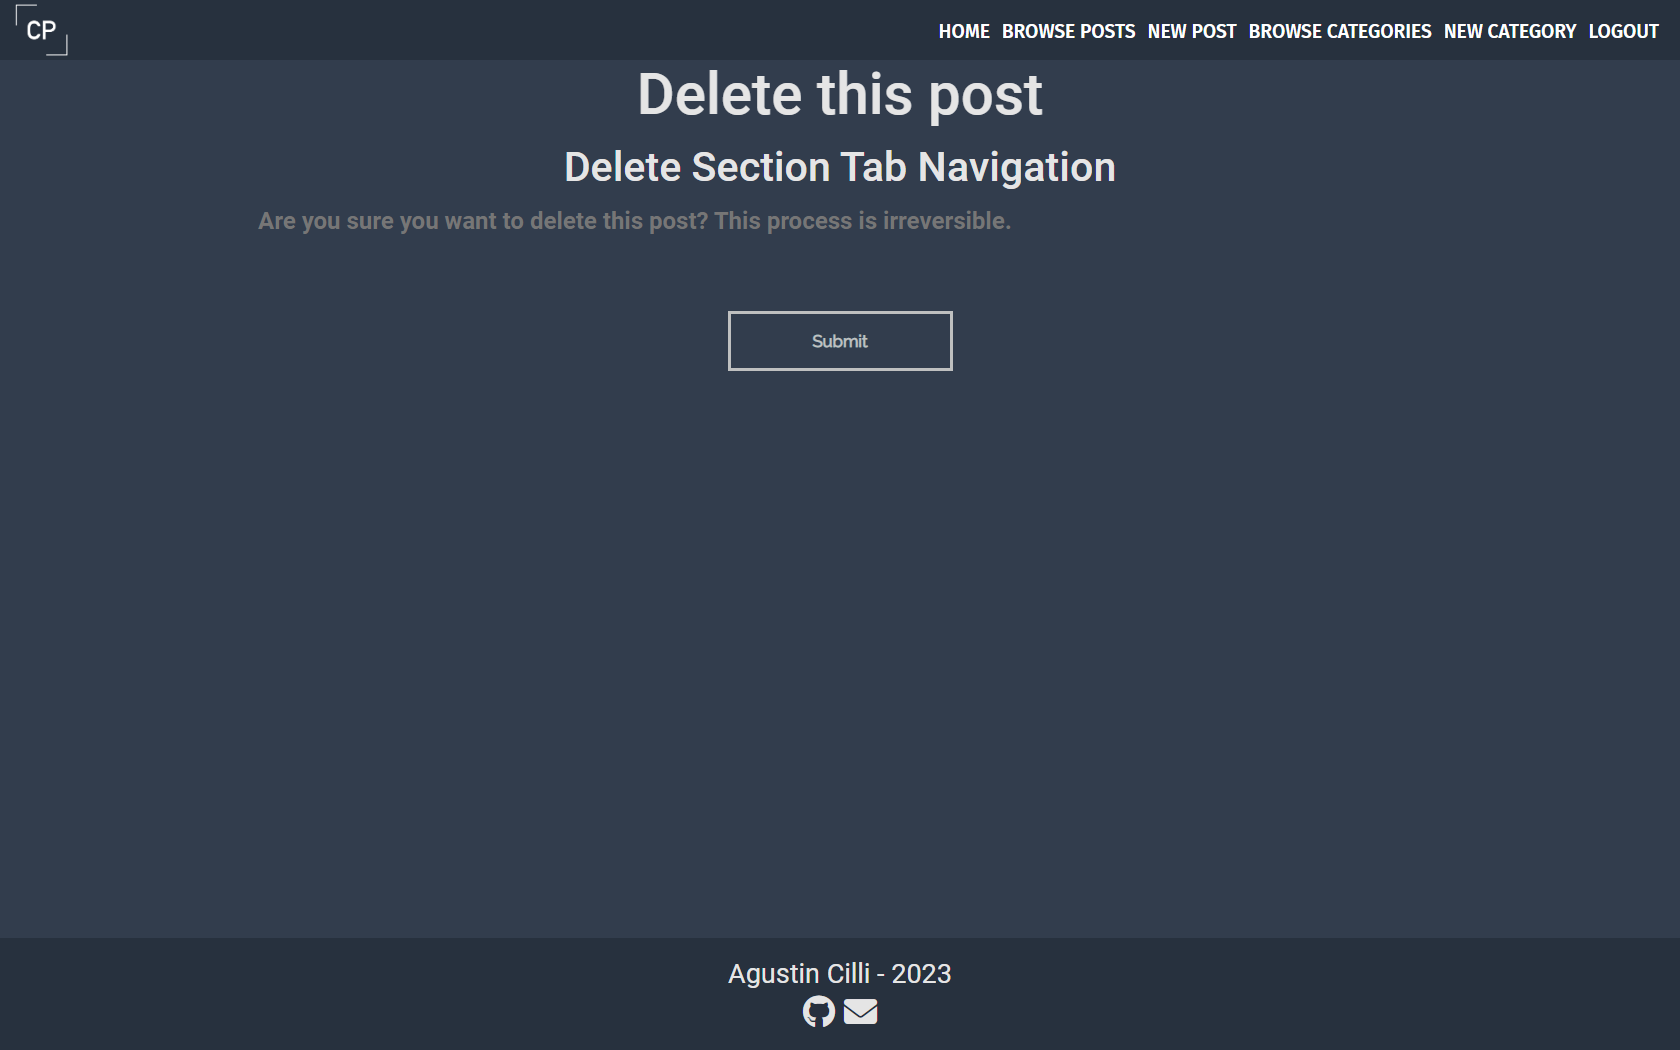 CP
HOME BROWSE POSTS NEW POST BROWSE CATEGORIES NEW CATEGORY LOGOUT
Delete this post
Delete Section Tab Navigation
Are you sure you want to delete this post? This process is irreversible.
Submit
Agustin Cilli - 2023